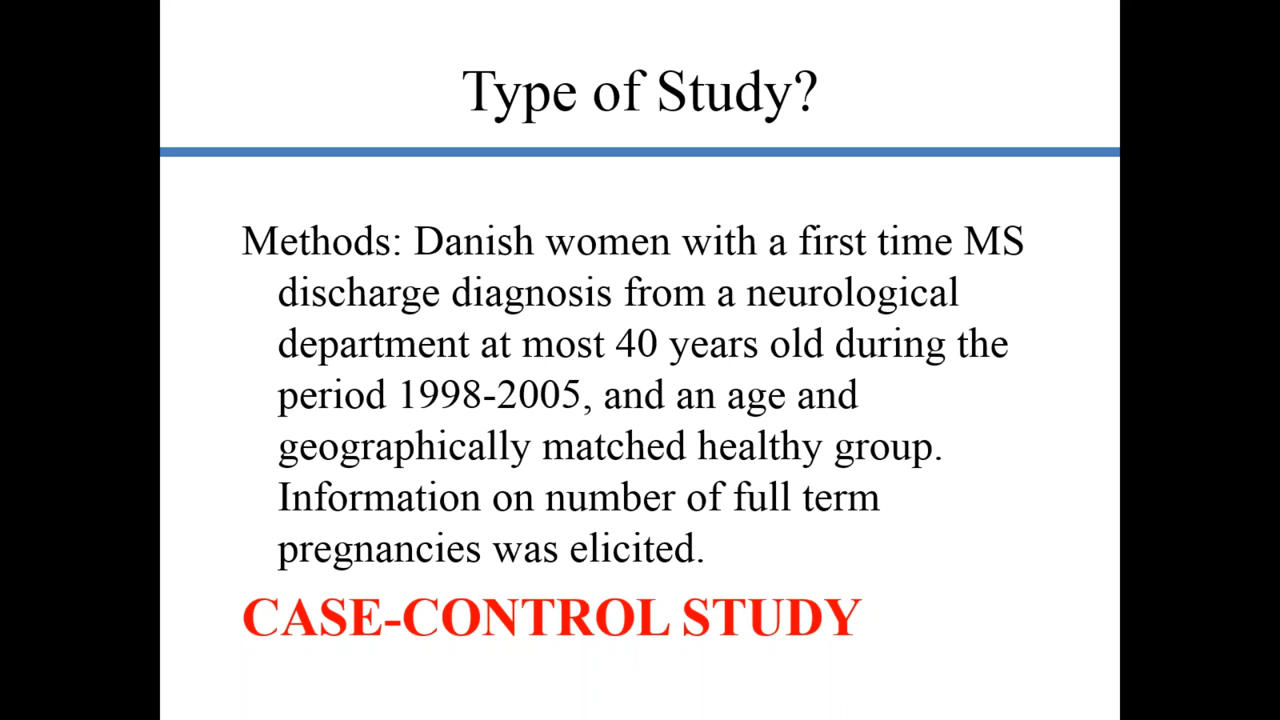 Type of Study?
Methods: Danish women with a first time MS
discharge diagnosis from a neurological
department at most 40 years old during the
period 1998-2005, and an age and
geographically matched healthy group.
Information on number of full term
pregnancies was elicited.
CASE-CONTROL STUDY